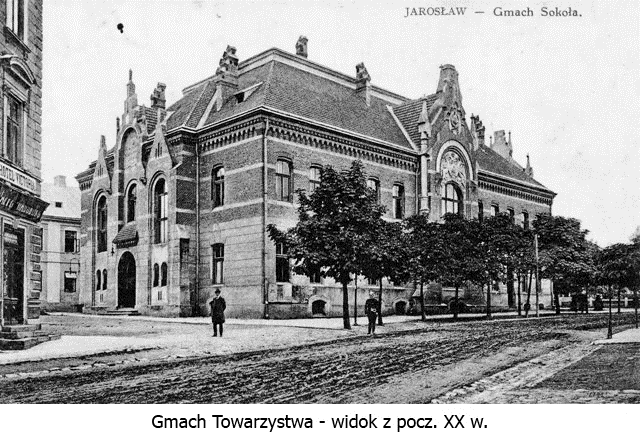 JAROSŁAW – Gmach Sokoła.
Gmach Towarzystwa - widok z pocz. XX w.